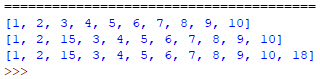 ================================================
[1, 2, 3, 4, 5, 6, 7, 8, 9, 10]
[1, 2, 15, 3, 4, 5, 6, 7, 8, 9, 10]
[1, 2, 15, 3, 4, 5, 6, 7, 8, 9, 10, 18]
>>>